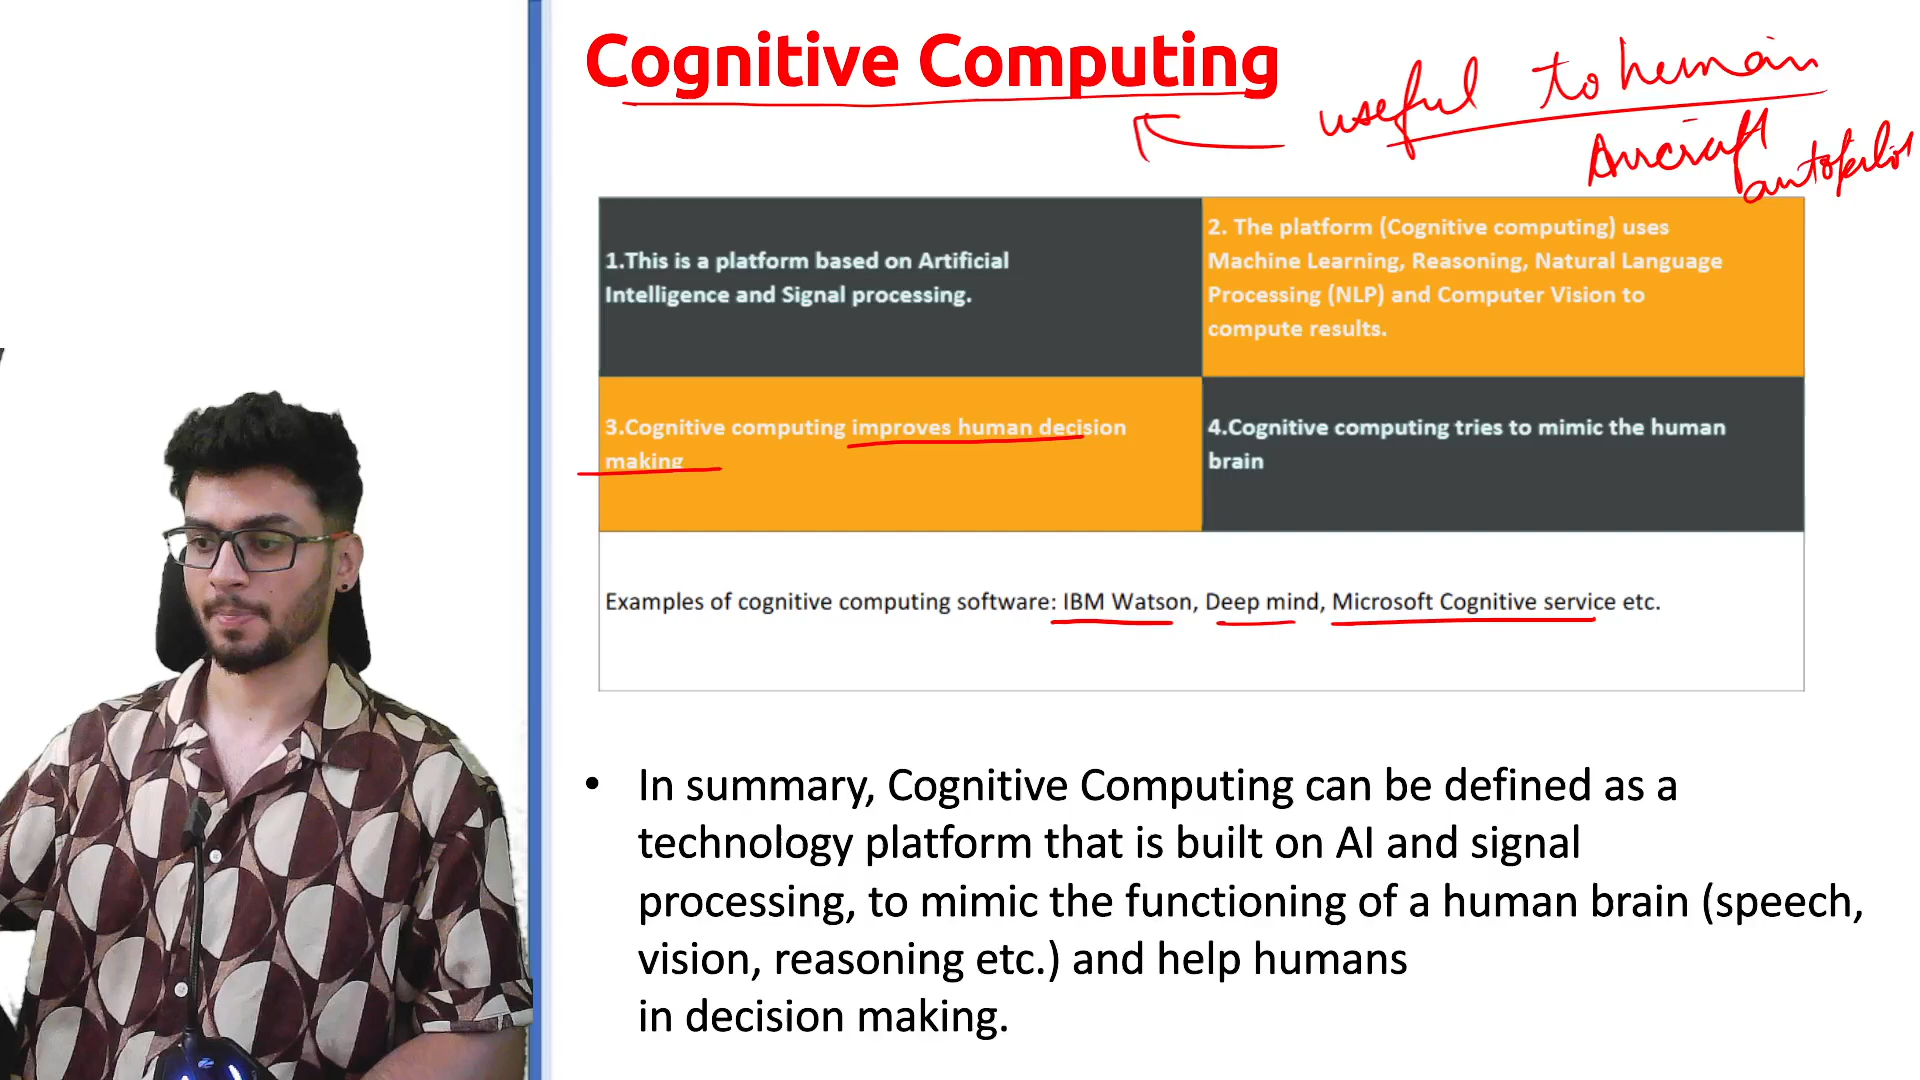 Cognitive Computing
useful to human
Aircraft
autopilot
1.This is a platform based on Artificial
Intelligence and Signal processing.
2. The platform (Cognitive computing) uses
Machine Learning, Reasoning, Natural Language
Processing (NLP) and Computer Vision to
compute results.
3.Cognitive computing improves human decision
making
4.Cognitive computing tries to mimic the human
brain
Examples of cognitive computing software: IBM Watson, Deep mind, Microsoft Cognitive service etc.
• In summary, Cognitive Computing can be defined as a
technology platform that is built on AI and signal
processing, to mimic the functioning of a human brain (speech,
vision, reasoning etc.) and help humans
in decision making.